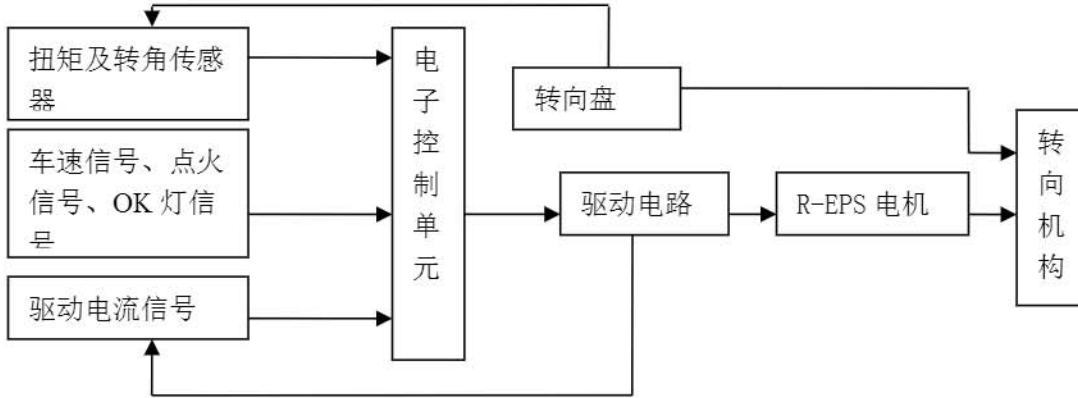 扭矩及转角传感
器
车速信号、点火
信号、OK 灯信
号
驱动电流信号
电
子
控
制
单
元
转向盘
驱动电路
R-EPS 电机
转
向
机
构